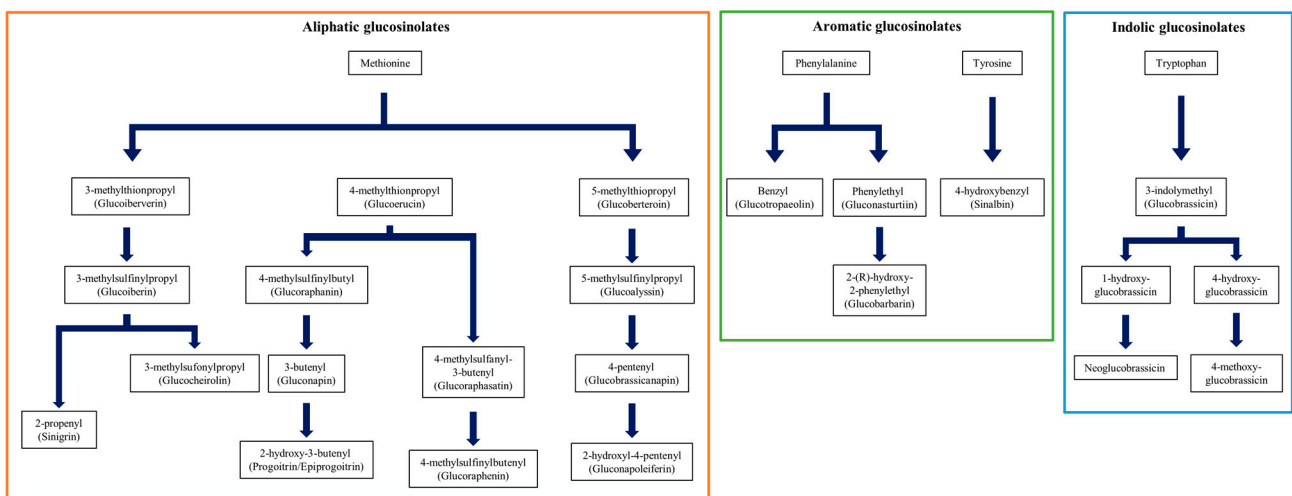 Aliphatic glucosinolates
Methionine
3-methylthionpropyl
(Glucoiberverin)
4-methylthionpropyl
(Glucoerucin)
5-methylthiopropyl
(Glucoberteroin)
3-methylsulfinylpropyl
(Glucoiberin)
4-methylsulfinylbutyl
(Glucoraphanin)
5-methylsulfinylpropyl
(Glucoalyssin)
3-methylsufonylpropyl
(Glucocheirolin)
3-butenyl
(Gluconapin)
4-methylsulfanyl-
3-butenyl
(Glucoraphasatin)
4-pentenyl
(Glucobrassicanapin)
2-propenyl
(Sinigrin)
2-hydroxy-3-butenyl
(Progoitrin/Epiprogoitrin)
4-methylsulfinylbutenyl
(Glucoraphenin)
2-hydroxyl-4-pentenyl
(Gluconapoleiferin)
Aromatic glucosinolates
Phenylalanine
Tyrosine
Benzyl
(Glucotropaeolin)
Phenylethyl
(Gluconasturtiin)
4-hydroxybenzyl
(Sinalbin)
2-(R)-hydroxy-
2-phenylethyl
(Glucobarbarin)
Indolic glucosinolates
Tryptophan
3-indolymethyl
(Glucobrassicin)
1-hydroxy-
glucobrassicin
4-hydroxy-
glucobrassicin
Neoglucobrassicin
4-methoxy-
glucobrassicin